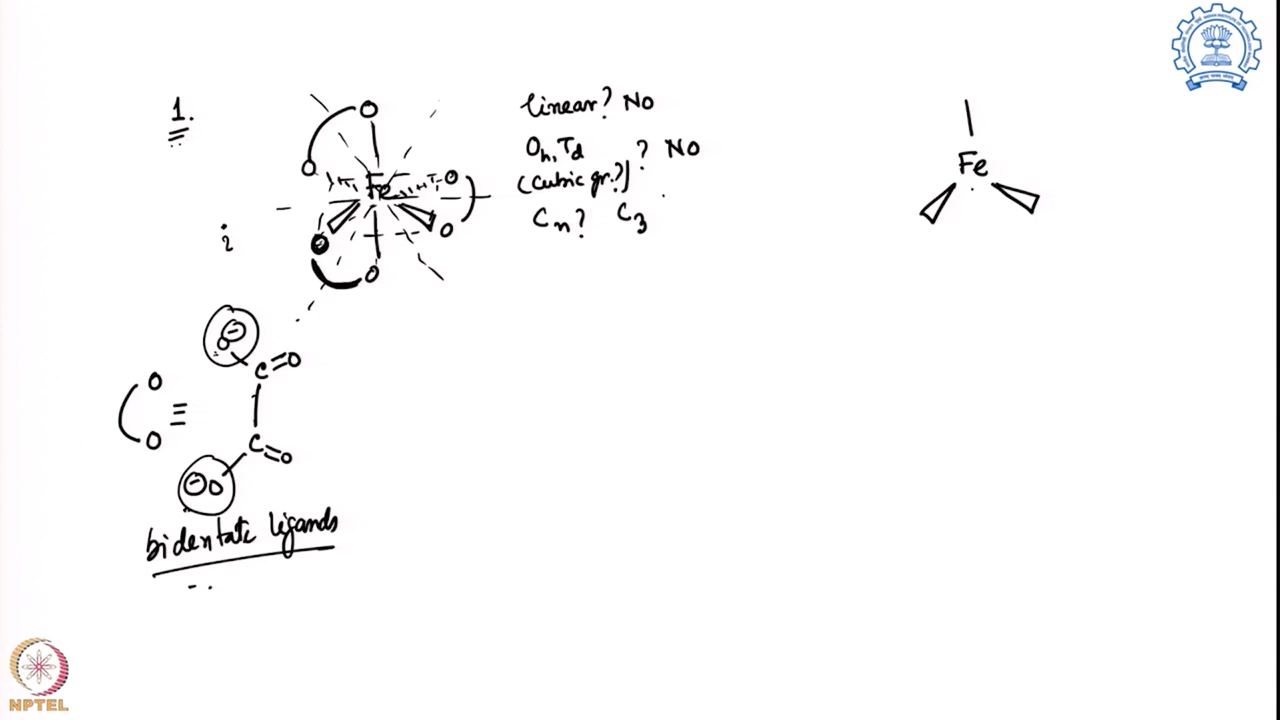 1.
O
O
Fe
O
O
O
O
linear? No
Oh, Td ? No
(Cubic gr.?)
Cn? C3
i
Fe
O ⊖
C=O
C=O
⊖ O
O
O
≡
bidentate ligands
NPTEL